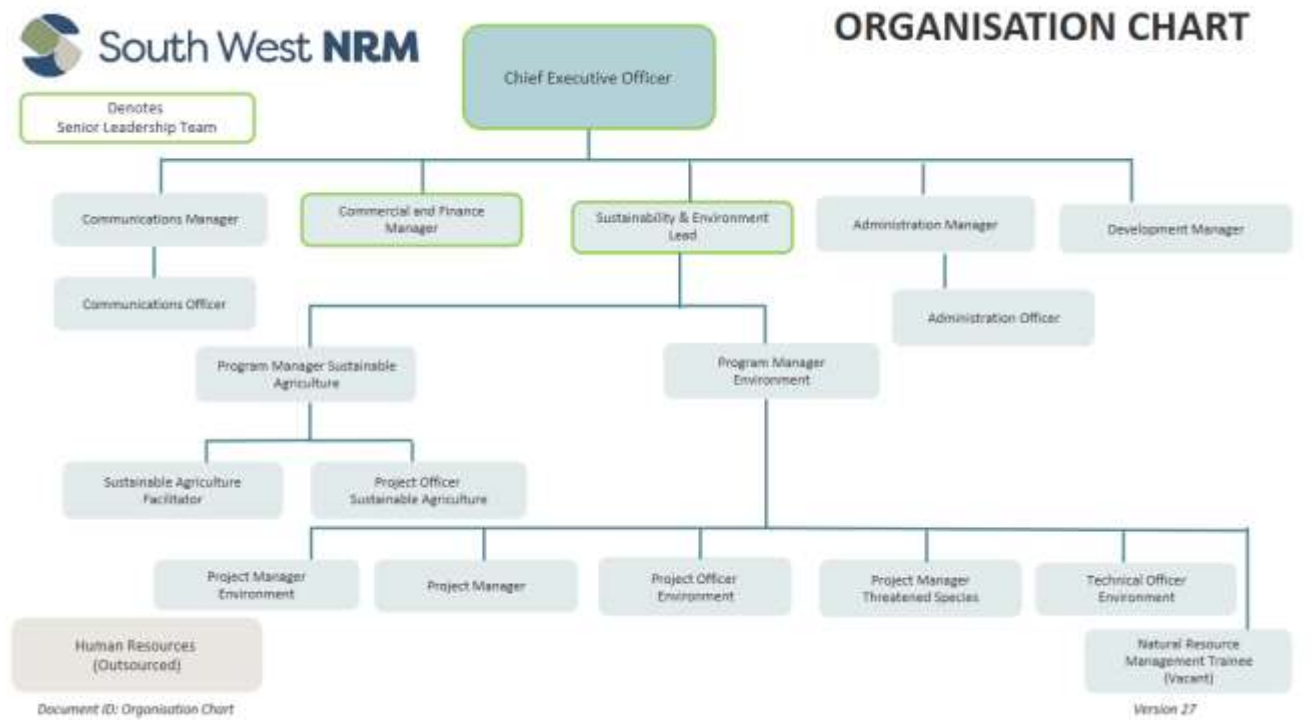 South West NRM
ORGANISATION CHART
Chief Executive Officer
Denotes
Senior Leadership Team
Communications Manager
Commercial and Finance
Manager
Sustainability & Environment
Lead
Administration Manager
Development Manager
Communications Officer
Administration Officer
Program Manager Sustainable
Agriculture
Program Manager
Environment
Sustainable Agriculture
Facilitator
Project Officer
Sustainable Agriculture
Project Manager
Environment
Project Manager
Project Officer
Environment
Project Manager
Threatened Species
Technical Officer
Environment
Human Resources
(Outsourced)
Natural Resource
Management Trainee
(Vacant)
Document ID: Organisation Chart
Version 27